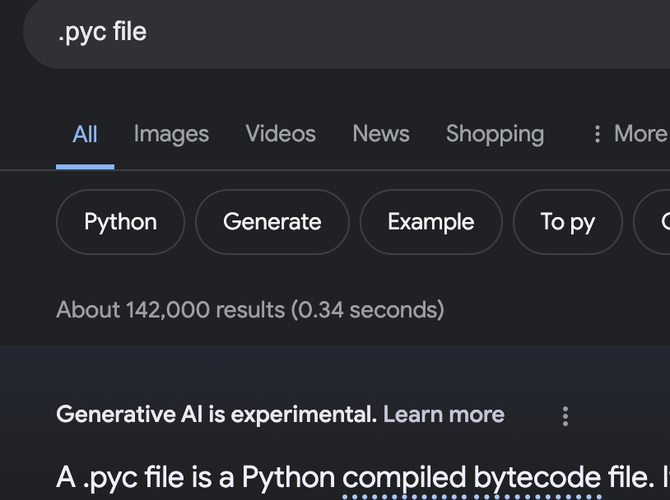 .pyc file
All Images Videos News Shopping More
Python Generate Example To py
About 142,000 results (0.34 seconds)
Generative AI is experimental. Learn more
A .pyc file is a Python compiled bytecode file.